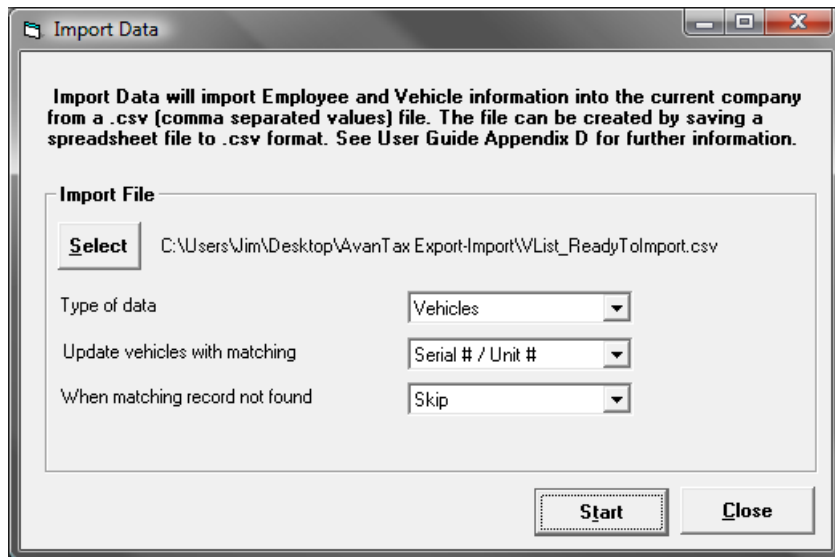 Import Data
Import Data will import Employee and Vehicle information into the current company
from a .csv (comma separated values) file. The file can be created by saving a
spreadsheet file to .csv format. See User Guide Appendix D for further information.
Import File
Select C:\Users\Jim\Desktop\AvanTax Export-Import\VList_ReadyToImport.csv
Type of data Vehicles
Update vehicles with matching Serial # / Unit #
When matching record not found Skip
Start Close